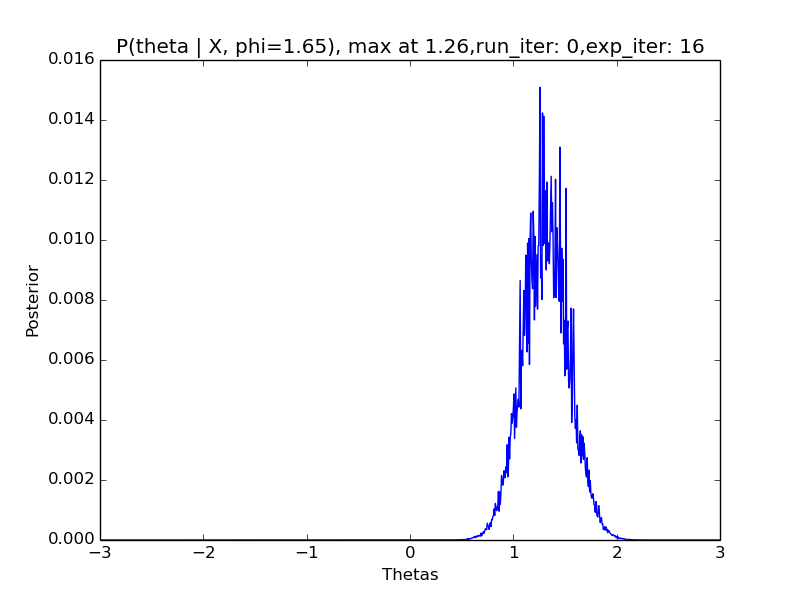 P(theta | X, phi=1.65), max at 1.26,run_iter: 0,exp_iter: 16
0.016
0.014
0.012
0.010
0.008
0.006
0.004
0.002
0.000
Posterior
−3 −2 −1 0 1 2 3
Thetas